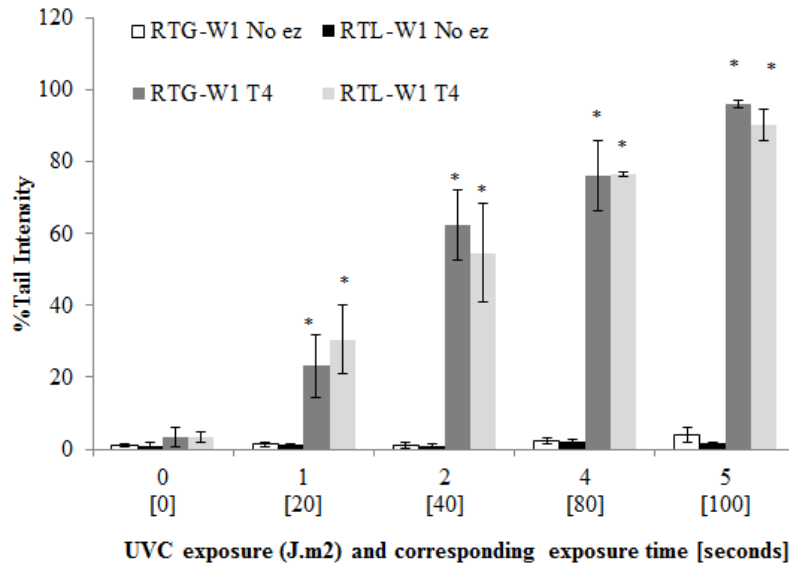 RTG-W1 No ez RTL-W1 No ez
120
100
RTG-W1 T4 RTL-W1 T4
* *
80
* *
* *
60
40
* *
20
0
%Tail Intensity
0 1 2 4 5
[0] [20] [40] [80] [100]
UVC exposure (J.m2) and corresponding exposure time [seconds]